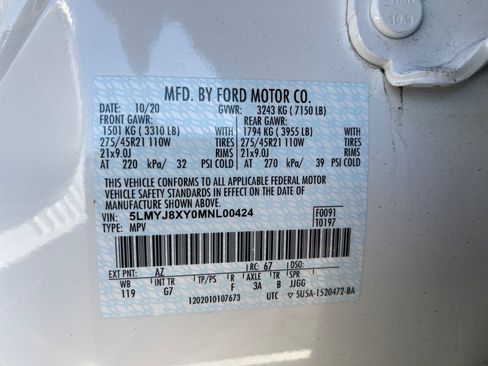 MFD. BY FORD MOTOR CO.
DATE: 10/20 GVWR: 3243 KG ( 7150 LB)
FRONT GAWR: REAR GAWR:
1501 KG ( 3310 LB) WITH 1794 KG ( 3955 LB) WITH
275/45R21 110W TIRES 275/45R21 110W TIRES
21x9.0J RIMS 21x9.0J RIMS
AT 220 kPa/ 32 PSI COLD AT 270 kPa/ 39 PSI COLD
THIS VEHICLE CONFORMS TO ALL APPLICABLE FEDERAL MOTOR
VEHICLE SAFETY STANDARDS IN EFFECT ON THE DATE OF
MANUFACTURE SHOWN ABOVE.
VIN: 5LMYJ8XY0MNL00424 F0091
TYPE: MPV T0197
EXT PNT: AZ RC: 67 DSO:
WB INT TR TP/PS R AXLE TR SPR
119 G7 F 3A B JJGG
1202010107673 UTC ▽5U5A-1520472-BA